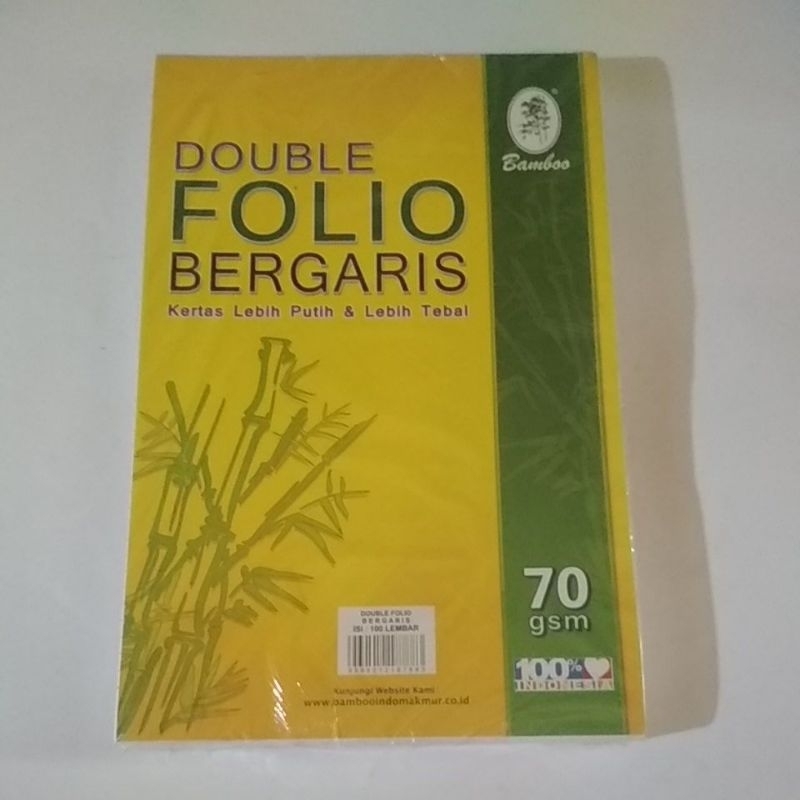 Bamboo
DOUBLE
FOLIO
BERGARIS
Kertas Lebih Putih & Lebih Tebal
70
gsm
100%
INDONESIA
DOUBLE FOLIO
BERGARIS
ISI : 100 LEMBAR
Kunjungi Website Kami
www.bambooindomakmur.co.id